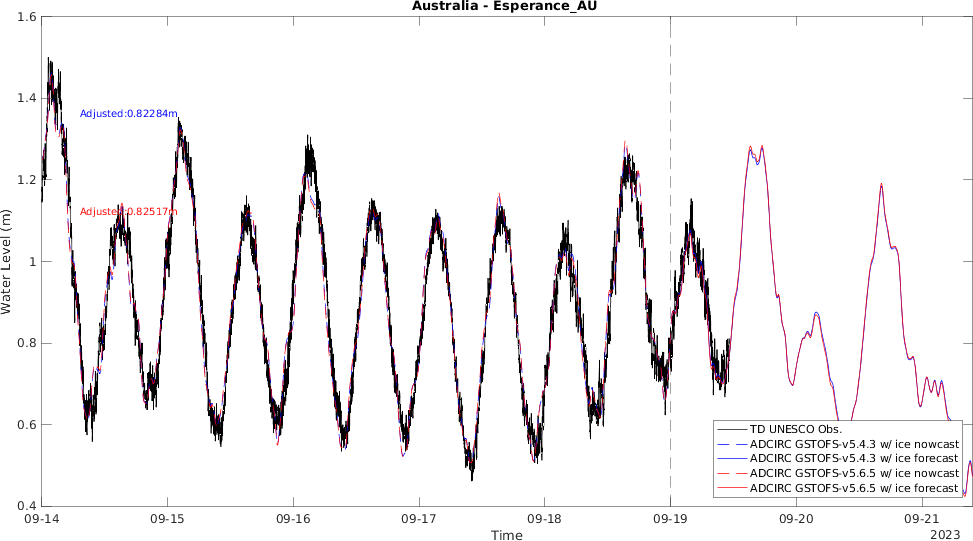 Australia - Esperance_AU
1.6
1.4
1.2
1
0.8
0.6
0.4
Water Level (m)
Adjusted:0.82284m
Adjusted:0.82517m
TD UNESCO Obs.
ADCIRC GSTOFS-v5.4.3 w/ ice nowcast
ADCIRC GSTOFS-v5.4.3 w/ ice forecast
ADCIRC GSTOFS-v5.6.5 w/ ice nowcast
ADCIRC GSTOFS-v5.6.5 w/ ice forecast
09-14 09-15 09-16 09-17 09-18 09-19 09-20 09-21
Time
2023